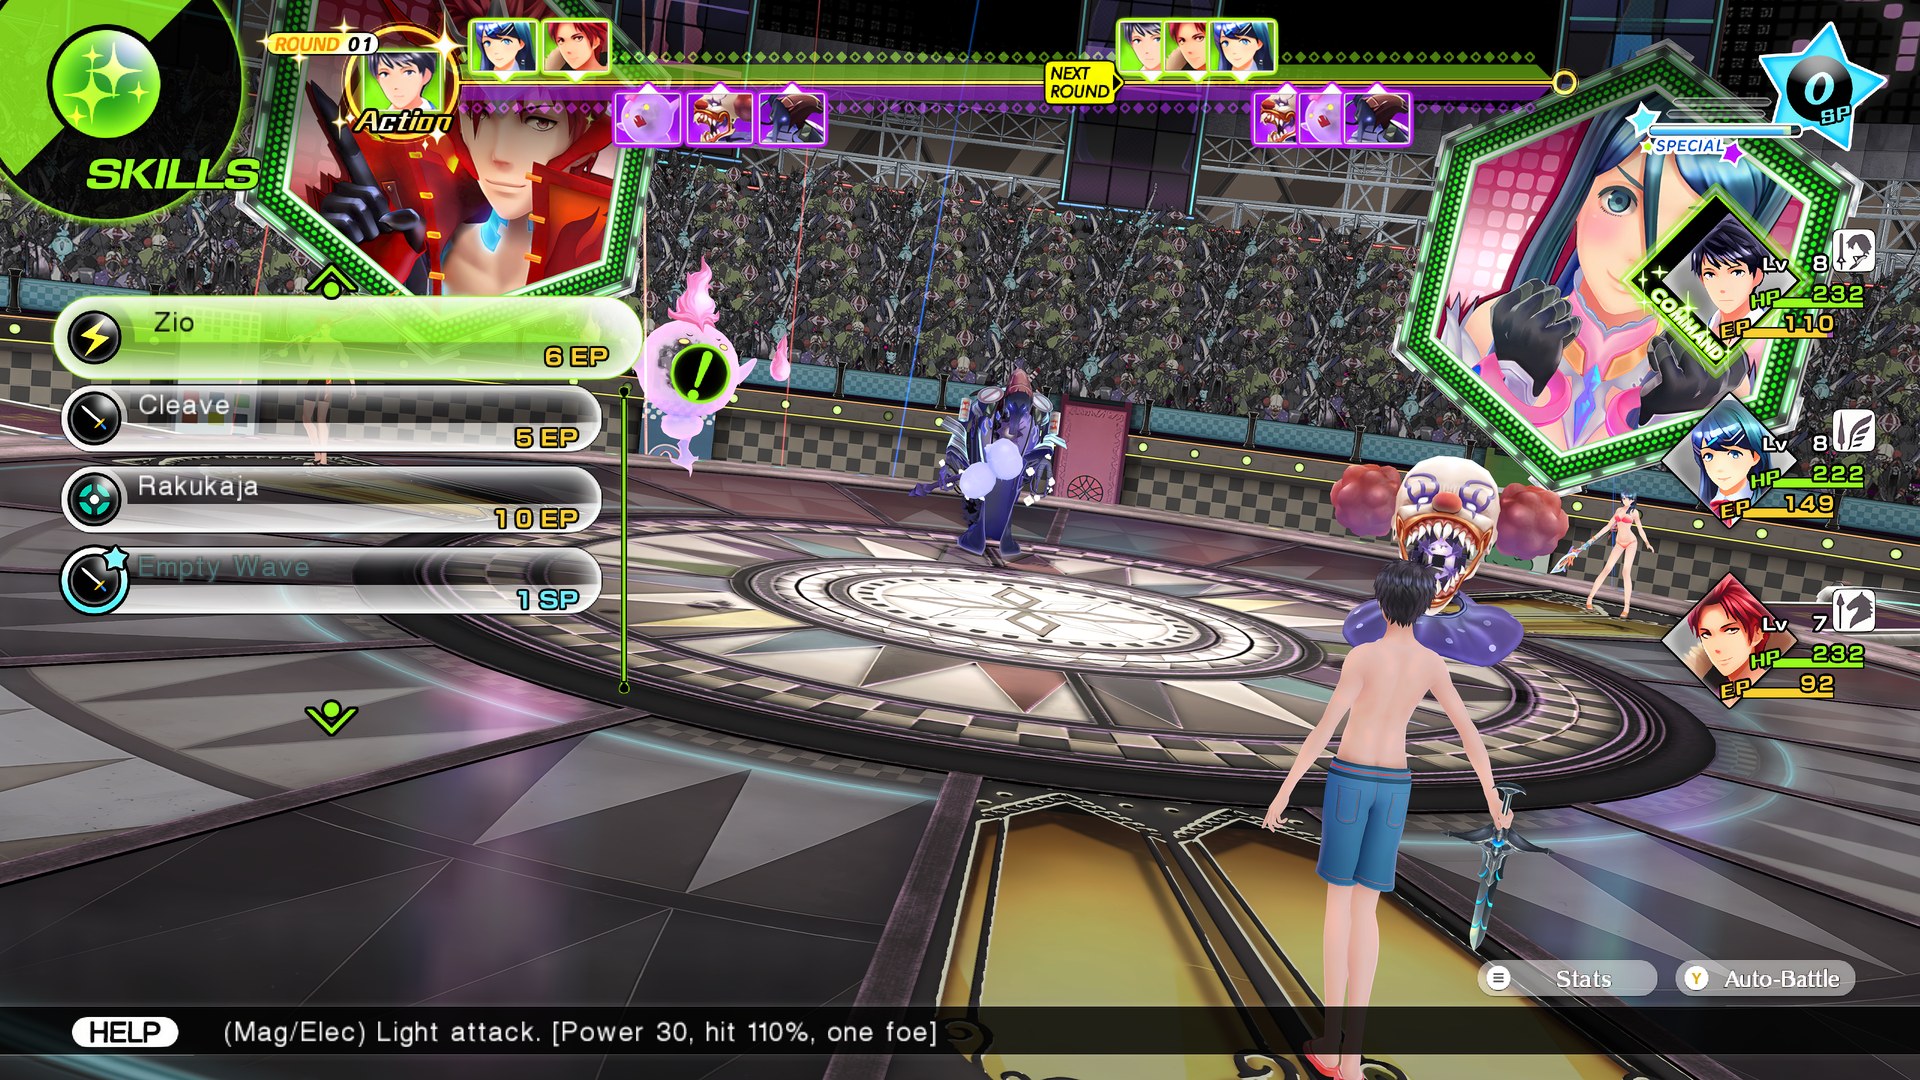 SKILLS
ROUND 01
Action
NEXT
ROUND
0
SP
SPECIAL
Zio
6 EP
Cleave
5 EP
Rakukaja
10 EP
Empty Wave
1 SP
COMMAND
Lv 8
HP 232
EP 110
Lv 8
HP 222
EP 149
Lv 7
HP 232
EP 92
Stats
Y Auto-Battle
HELP (Mag/Elec) Light attack. [Power 30, hit 110%, one foe]